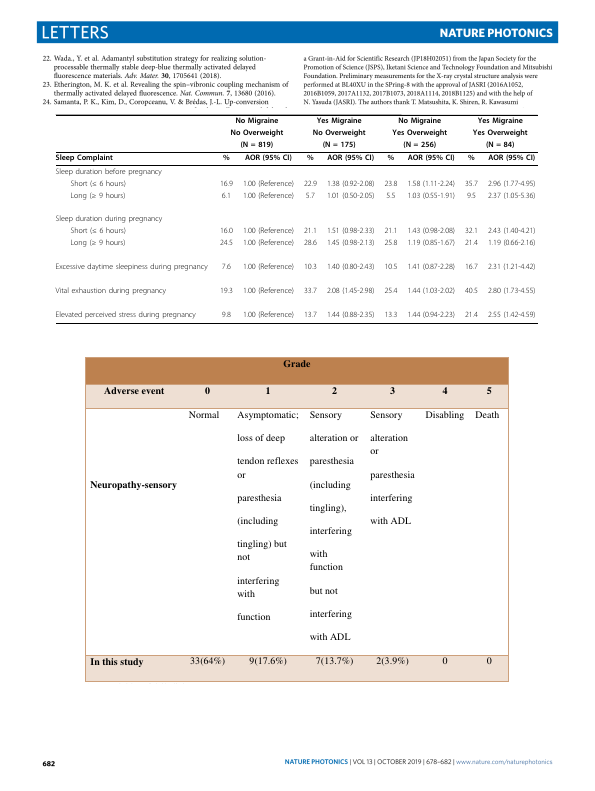 LETTERS
NATURE PHOTONICS
22. Wada., Y. et al. Adamantyl substitution strategy for realizing solution-
processable thermally stable deep-blue thermally activated delayed
fluorescence materials. Adv. Mater. 30, 1705641 (2018).
23. Etherington, M. K. et al. Revealing the spin–vibronic coupling mechanism of
thermally activated delayed fluorescence. Nat. Commun. 7, 13680 (2016).
24. Samanta, P. K., Kim, D., Coropceanu, V. & Brédas, J.-L. Up-conversion
a Grant-in-Aid for Scientific Research (JP18H02051) from the Japan Society for the
Promotion of Science (JSPS), Iketani Science and Technology Foundation and Mitsubishi
Foundation. Preliminary measurements for the X-ray crystal structure analysis were
performed at BL40XU in the SPring-8 with the approval of JASRI (2016A1052,
2016B1059, 2017A1132, 2017B1073, 2018A1114, 2018B1125) and with the help of
N. Yasuda (JASRI). The authors thank T. Matsushita, K. Shiren, R. Kawasumi
No Migraine Yes Migraine No Migraine Yes Migraine
No Overweight No Overweight Yes Overweight Yes Overweight
(N = 819) (N = 175) (N = 256) (N = 84)
Sleep Complaint % AOR (95% CI) % AOR (95% CI) % AOR (95% CI) % AOR (95% CI)
Sleep duration before pregnancy
Short (≤ 6 hours) 16.9 1.00 (Reference) 22.9 1.38 (0.92-2.08) 23.8 1.58 (1.11-2.24) 35.7 2.96 (1.77-4.95)
Long (≥ 9 hours) 6.1 1.00 (Reference) 5.7 1.01 (0.50-2.05) 5.5 1.03 (0.55-1.91) 9.5 2.37 (1.05-5.36)
Sleep duration during pregnancy
Short (≤ 6 hours) 16.0 1.00 (Reference) 21.1 1.51 (0.98-2.33) 21.1 1.43 (0.98-2.08) 32.1 2.43 (1.40-4.21)
Long (≥ 9 hours) 24.5 1.00 (Reference) 28.6 1.45 (0.98-2.13) 25.8 1.19 (0.85-1.67) 21.4 1.19 (0.66-2.16)
Excessive daytime sleepiness during pregnancy 7.6 1.00 (Reference) 10.3 1.40 (0.80-2.43) 10.5 1.41 (0.87-2.28) 16.7 2.31 (1.21-4.42)
Vital exhaustion during pregnancy 19.3 1.00 (Reference) 33.7 2.08 (1.45-2.98) 25.4 1.44 (1.03-2.02) 40.5 2.80 (1.73-4.55)
Elevated perceived stress during pregnancy 9.8 1.00 (Reference) 13.7 1.44 (0.88-2.35) 13.3 1.44 (0.94-2.23) 21.4 2.55 (1.42-4.59)
Grade
Adverse event 0 1 2 3 4 5
Neuropathy-sensory
Normal
Asymptomatic;
loss of deep
tendon reflexes
or
paresthesia
(including
tingling) but
not
interfering
with
function
Sensory
alteration or
paresthesia
(including
tingling),
interfering
with
function
but not
interfering
with ADL
Sensory
alteration
or
paresthesia
interfering
with ADL
Disabling
Death
In this study 33(64%) 9(17.6%) 7(13.7%) 2(3.9%) 0 0
682
NATURE PHOTONICS | VOL 13 | OCTOBER 2019 | 678–682 | www.nature.com/naturephotonics